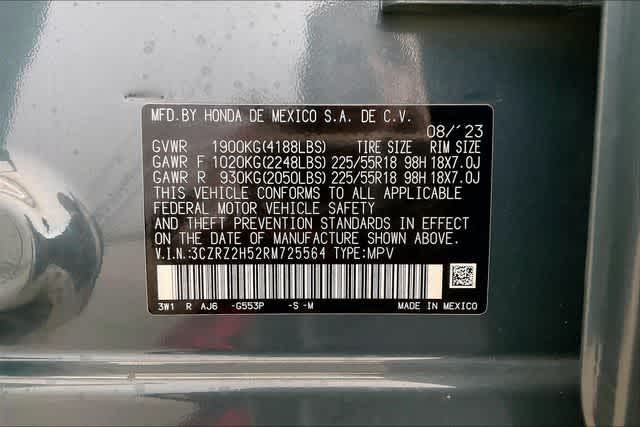 MFD.BY HONDA DE MEXICO S.A. DE C.V.
08/´23
GVWR 1900KG(4188LBS) TIRE SIZE RIM SIZE
GAWR F 1020KG(2248LBS) 225/55R18 98H 18X7.0J
GAWR R 930KG(2050LBS) 225/55R18 98H 18X7.0J
THIS VEHICLE CONFORMS TO ALL APPLICABLE
FEDERAL MOTOR VEHICLE SAFETY
AND THEFT PREVENTION STANDARDS IN EFFECT
ON THE DATE OF MANUFACTURE SHOWN ABOVE.
V.I.N.:3CZRZ2H52RM725564 TYPE:MPV
3W1 R AJ6 -G553P -S -M MADE IN MEXICO